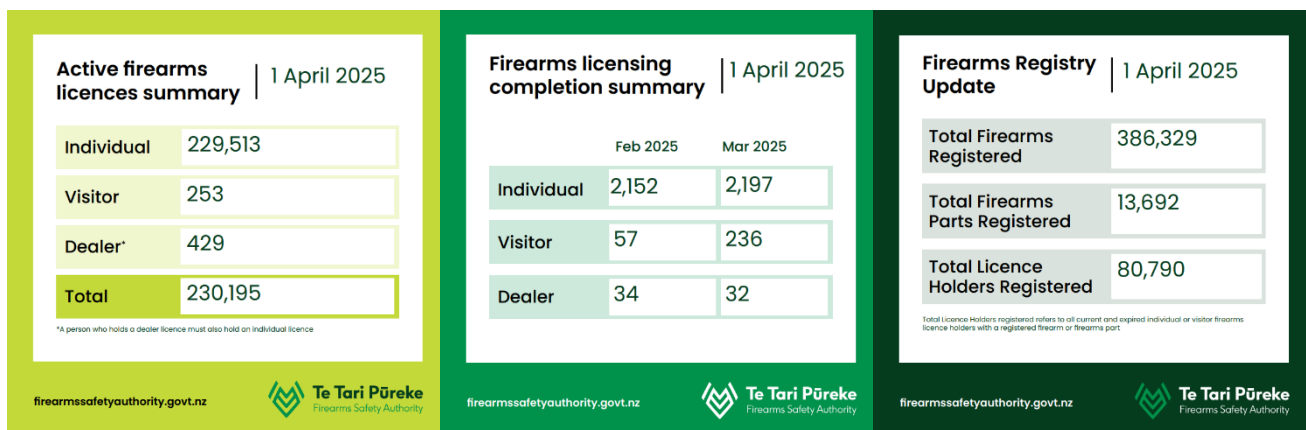 Active firearms
licences summary
1 April 2025
Individual 229,513
Visitor 253
Dealer* 429
Total 230,195
*A person who holds a dealer licence must also hold an individual licence
firearmssafetyauthority.govt.nz
Te Tari Pūreke
Firearms Safety Authority
Firearms licensing
completion summary
1 April 2025
Feb 2025 Mar 2025
Individual 2,152 2,197
Visitor 57 236
Dealer 34 32
firearmssafetyauthority.govt.nz
Te Tari Pūreke
Firearms Safety Authority
Firearms Registry
Update
1 April 2025
Total Firearms
Registered
386,329
Total Firearms
Parts Registered
13,692
Total Licence
Holders Registered
80,790
Total Licence Holders registered refers to all current and expired individual or visitor firearms
licence holders with a registered firearm or firearms part
firearmssafetyauthority.govt.nz
Te Tari Pūreke
Firearms Safety Authority